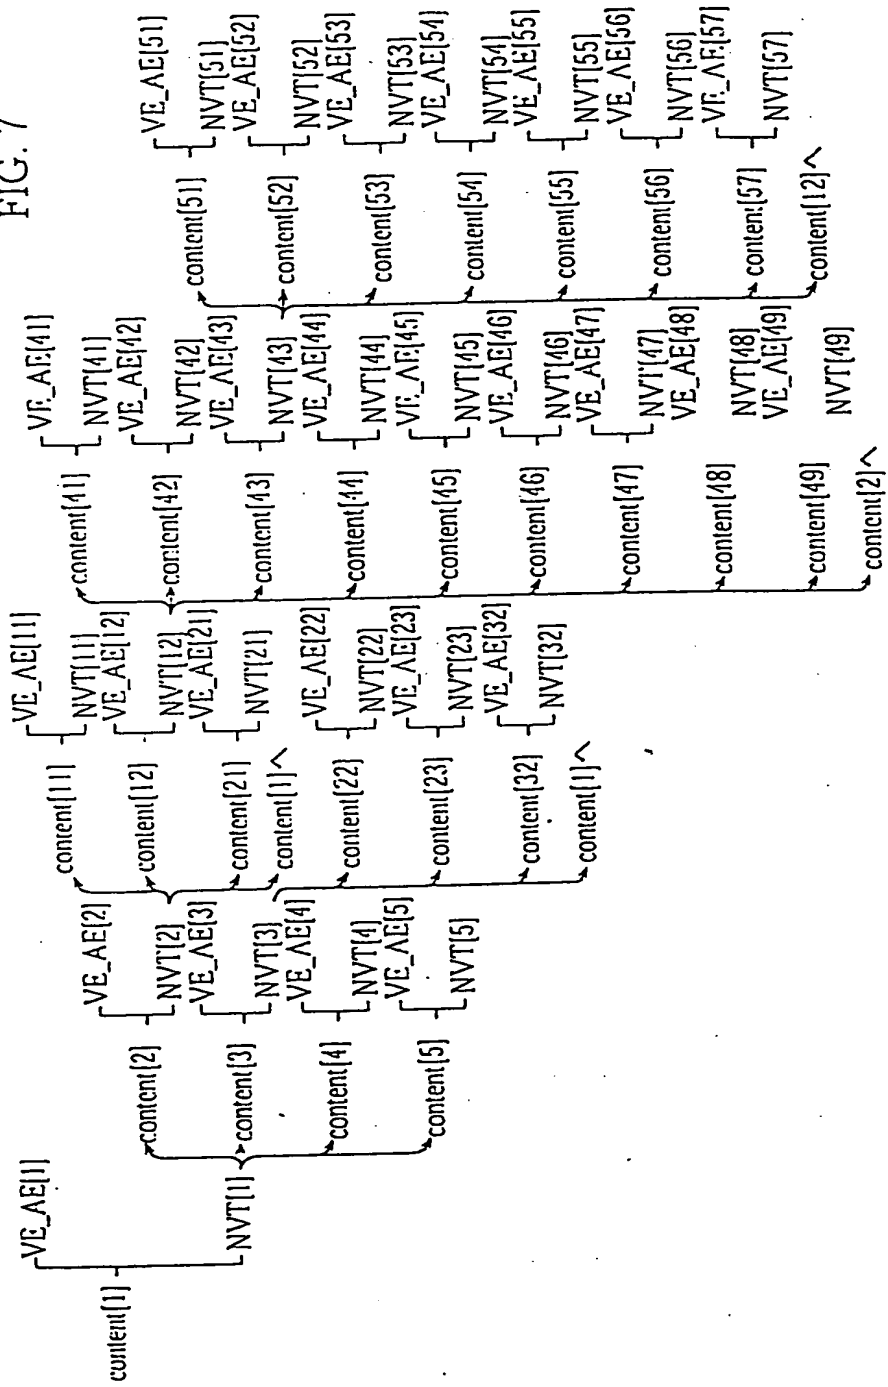 FIG. 7
content[1]
VE_AE[1]
NVT[1]
content[2]
content[3]
content[4]
content[5]
VE_AE[2]
NVT[2]
VE_AE[3]
NVT[3]
VE_AE[4]
NVT[4]
VE_AE[5]
NVT[5]
content[11]
content[12]
content[21]
content[1]^
content[22]
content[23]
content[32]
content[1]^
VE_AE[11]
NVT[11]
VE_AE[12]
NVT[12]
VE_AE[21]
NVT[21]
VE_AE[22]
NVT[22]
VE_AE[23]
NVT[23]
VE_AE[32]
NVT[32]
content[41]
content[42]
content[43]
content[44]
content[45]
content[46]
content[47]
content[48]
content[49]
content[2]^
VE_AE[41]
NVT[41]
VE_AE[42]
NVT[42]
VE_AE[43]
NVT[43]
VE_AE[44]
NVT[44]
VE_AE[45]
NVT[45]
VE_AE[46]
NVT[46]
VE_AE[47]
NVT[47]
VE_AE[48]
NVT[48]
VE_AE[49]
NVT[49]
content[51]
content[52]
content[53]
content[54]
content[55]
content[56]
content[57]
content[12]^
VE_AE[51]
NVT[51]
VE_AE[52]
NVT[52]
VE_AE[53]
NVT[53]
VE_AE[54]
NVT[54]
VE_AE[55]
NVT[55]
VE_AE[56]
NVT[56]
VE_AE[57]
NVT[57]